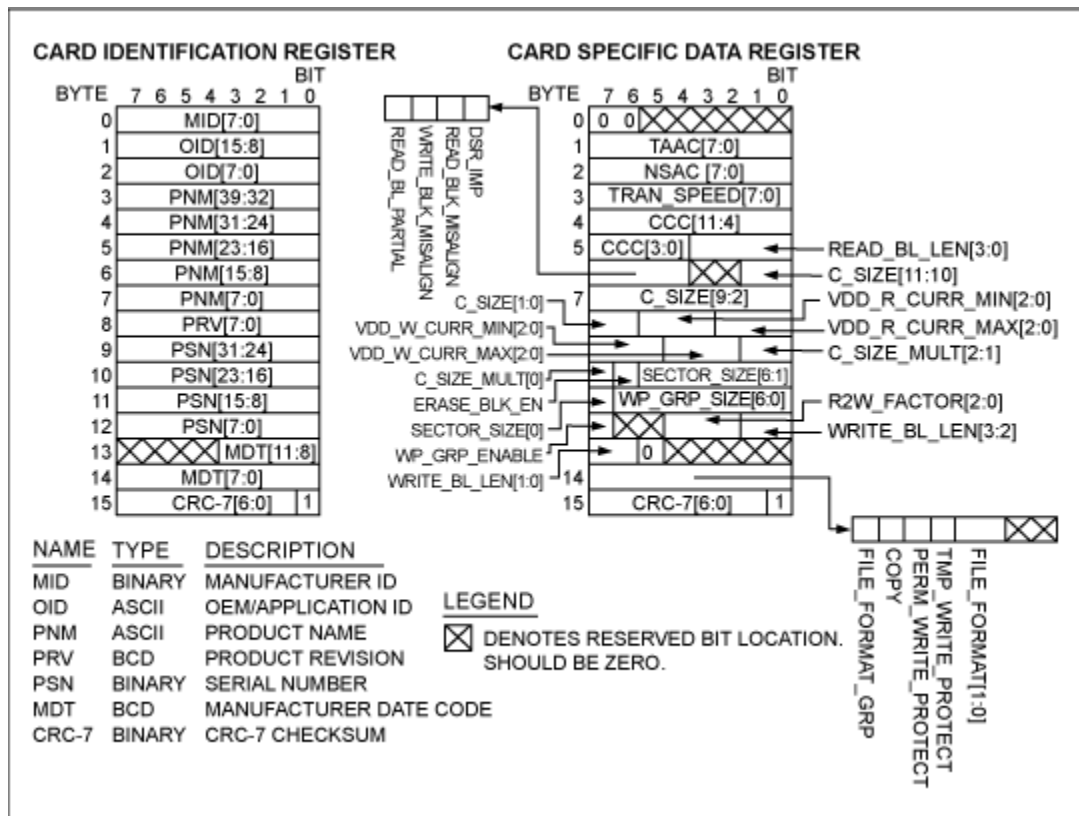 CARD IDENTIFICATION REGISTER
BIT
BYTE 7 6 5 4 3 2 1 0
0 MID[7:0]
1 OID[15:8]
2 OID[7:0]
3 PNM[39:32]
4 PNM[31:24]
5 PNM[23:16]
6 PNM[15:8]
7 PNM[7:0]
8 PRV[7:0]
9 PSN[31:24]
10 PSN[23:16]
11 PSN[15:8]
12 PSN[7:0]
13 MDT[11:8]
14 MDT[7:0]
15 CRC-7[6:0] 1
CARD SPECIFIC DATA REGISTER
BIT
BYTE 7 6 5 4 3 2 1 0
0 0 0
1 TAAC[7:0]
2 NSAC [7:0]
3 TRAN_SPEED[7:0]
4 CCC[11:4]
5 CCC[3:0]
7 C_SIZE[9:2]
SECTOR_SIZE[6:1]
WP_GRP_SIZE[6:0]
0
14
15 CRC-7[6:0] 1
READ_BL_PARTIAL
WRITE_BLK_MISALIGN
READ_BLK_MISALIGN
DSR_IMP
C_SIZE[1:0]
VDD_W_CURR_MIN[2:0]
VDD_W_CURR_MAX[2:0]
C_SIZE_MULT[0]
ERASE_BLK_EN
SECTOR_SIZE[0]
WP_GRP_ENABLE
WRITE_BL_LEN[1:0]
READ_BL_LEN[3:0]
C_SIZE[11:10]
VDD_R_CURR_MIN[2:0]
VDD_R_CURR_MAX[2:0]
C_SIZE_MULT[2:1]
R2W_FACTOR[2:0]
WRITE_BL_LEN[3:2]
FILE_FORMAT_GRP
COPY
PERM_WRITE_PROTECT
TMP_WRITE_PROTECT
FILE_FORMAT[1:0]
NAME TYPE DESCRIPTION
MID BINARY MANUFACTURER ID
OID ASCII OEM/APPLICATION ID
PNM ASCII PRODUCT NAME
PRV BCD PRODUCT REVISION
PSN BINARY SERIAL NUMBER
MDT BCD MANUFACTURER DATE CODE
CRC-7 BINARY CRC-7 CHECKSUM
LEGEND
DENOTES RESERVED BIT LOCATION.
SHOULD BE ZERO.